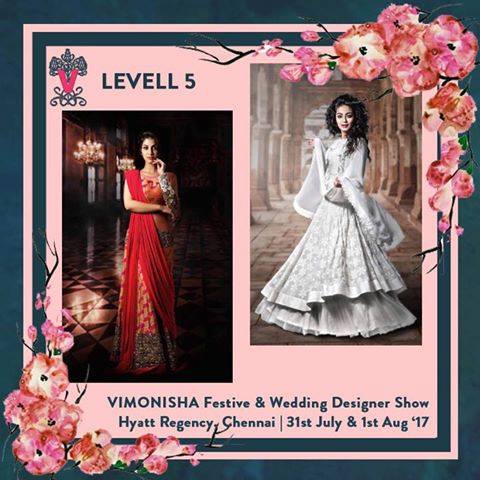 V
LEVELL 5
VIMONISHA Festive & Wedding Designer Show
Hyatt Regency, Chennai | 31st July & 1st Aug ‘17